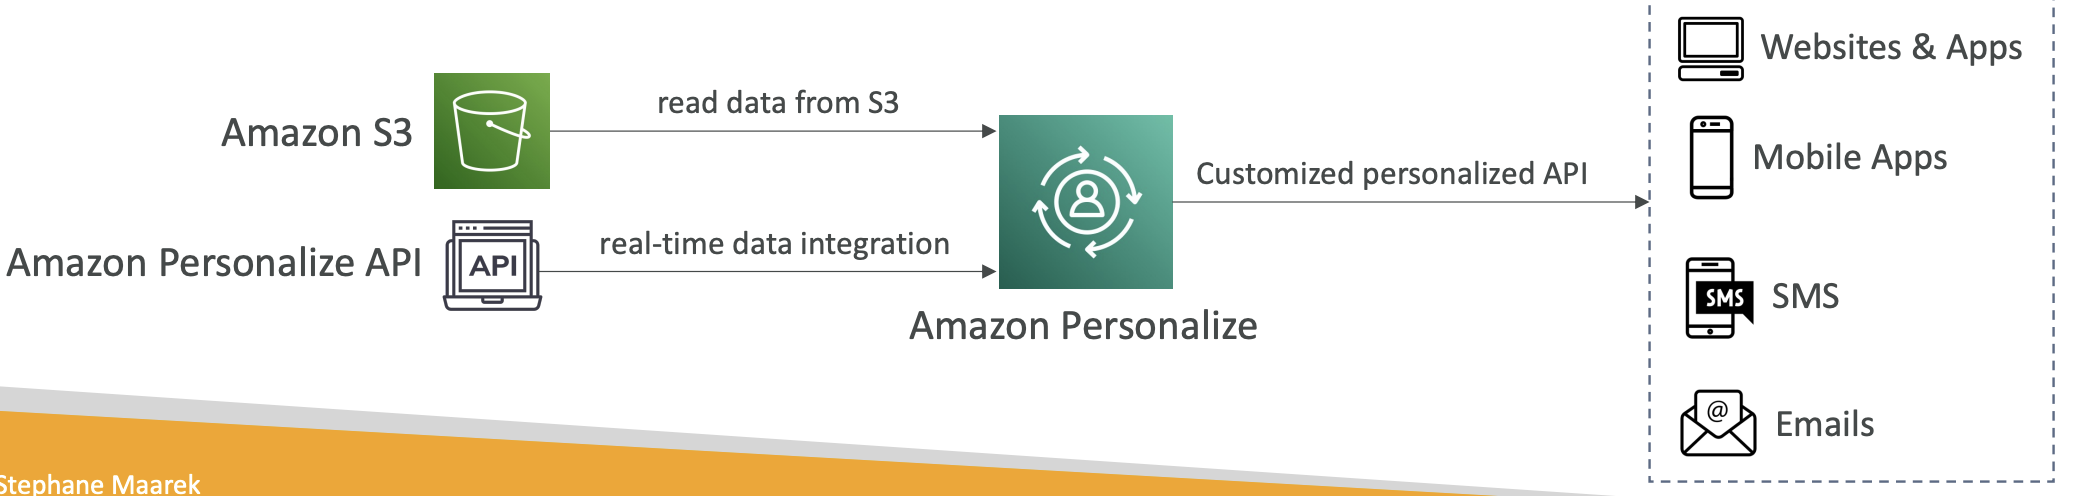 Amazon S3
read data from S3
Amazon Personalize API
API
real-time data integration
Amazon Personalize
Customized personalized API
Websites & Apps
Mobile Apps
SMS
SMS
@
Emails
Stephane Maarek